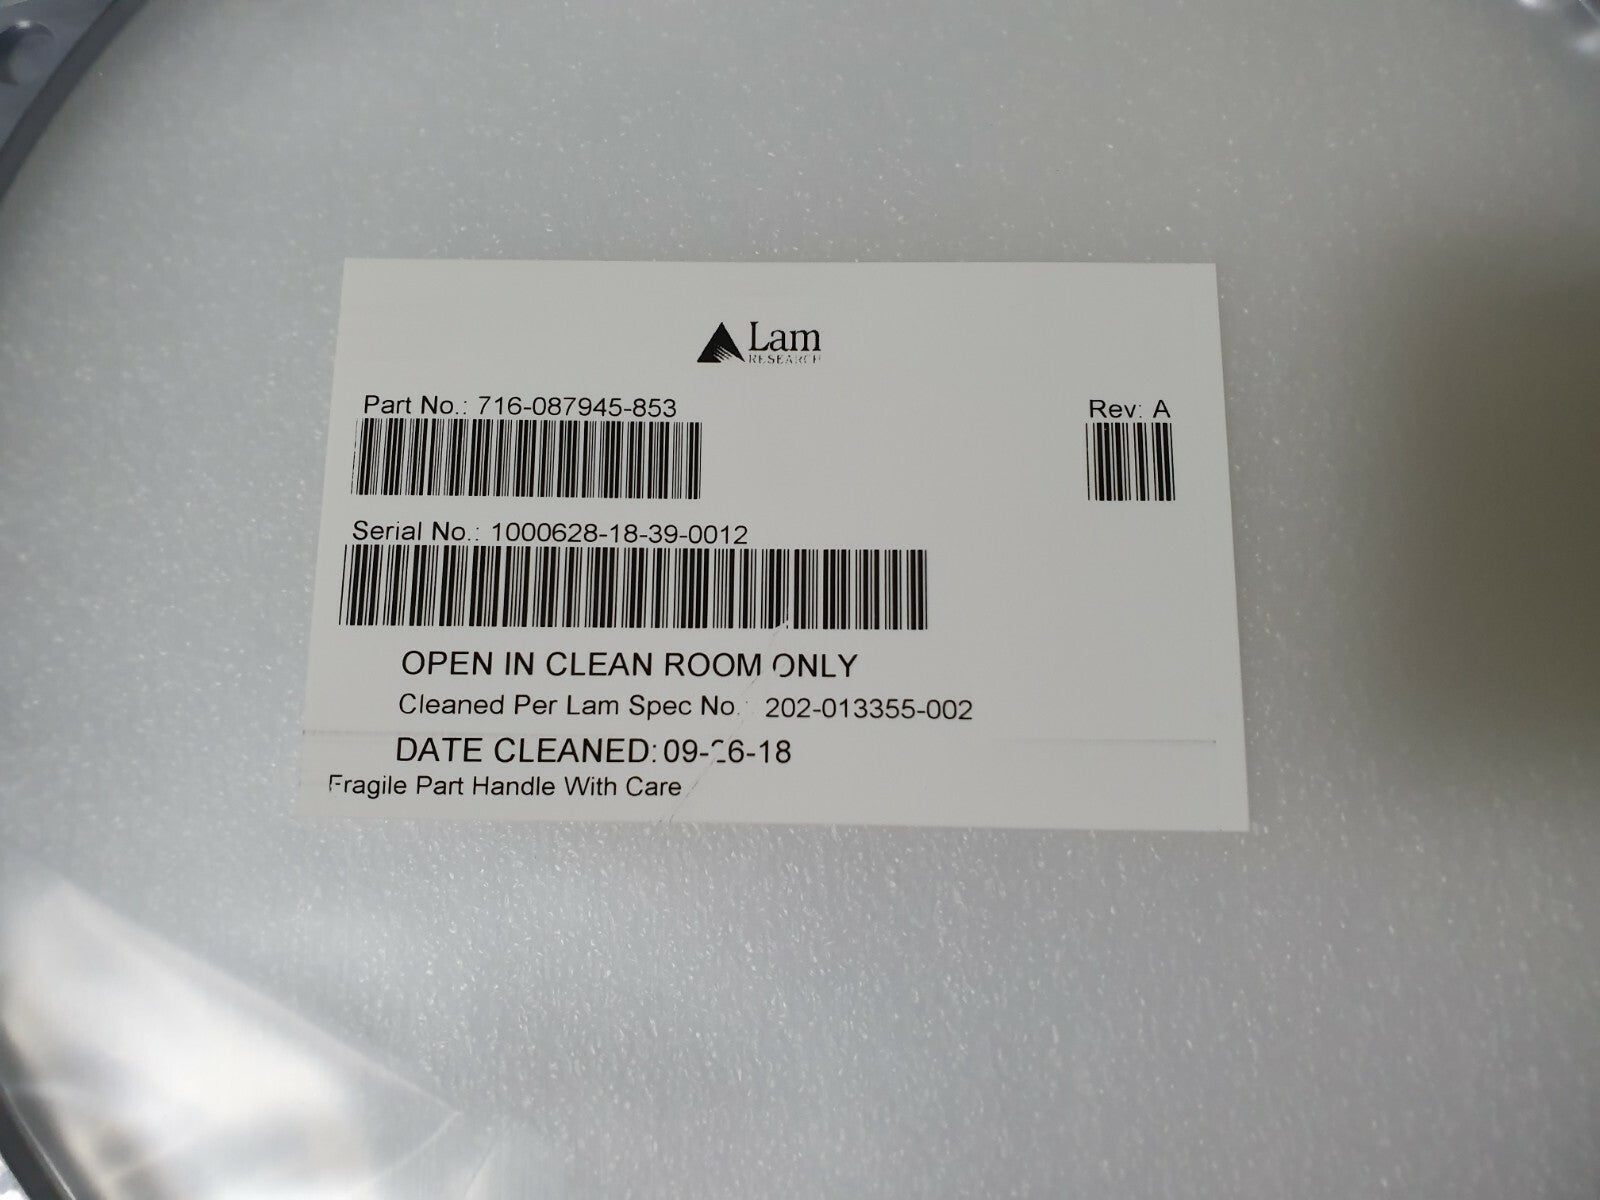 Lam
RESEARCH
Part No.: 716-087945-853
Rev: A
Serial No.: 1000628-18-39-0012
OPEN IN CLEAN ROOM ONLY
Cleaned Per Lam Spec No.: 202-013355-002
DATE CLEANED: 09-26-18
Fragile Part Handle With Care